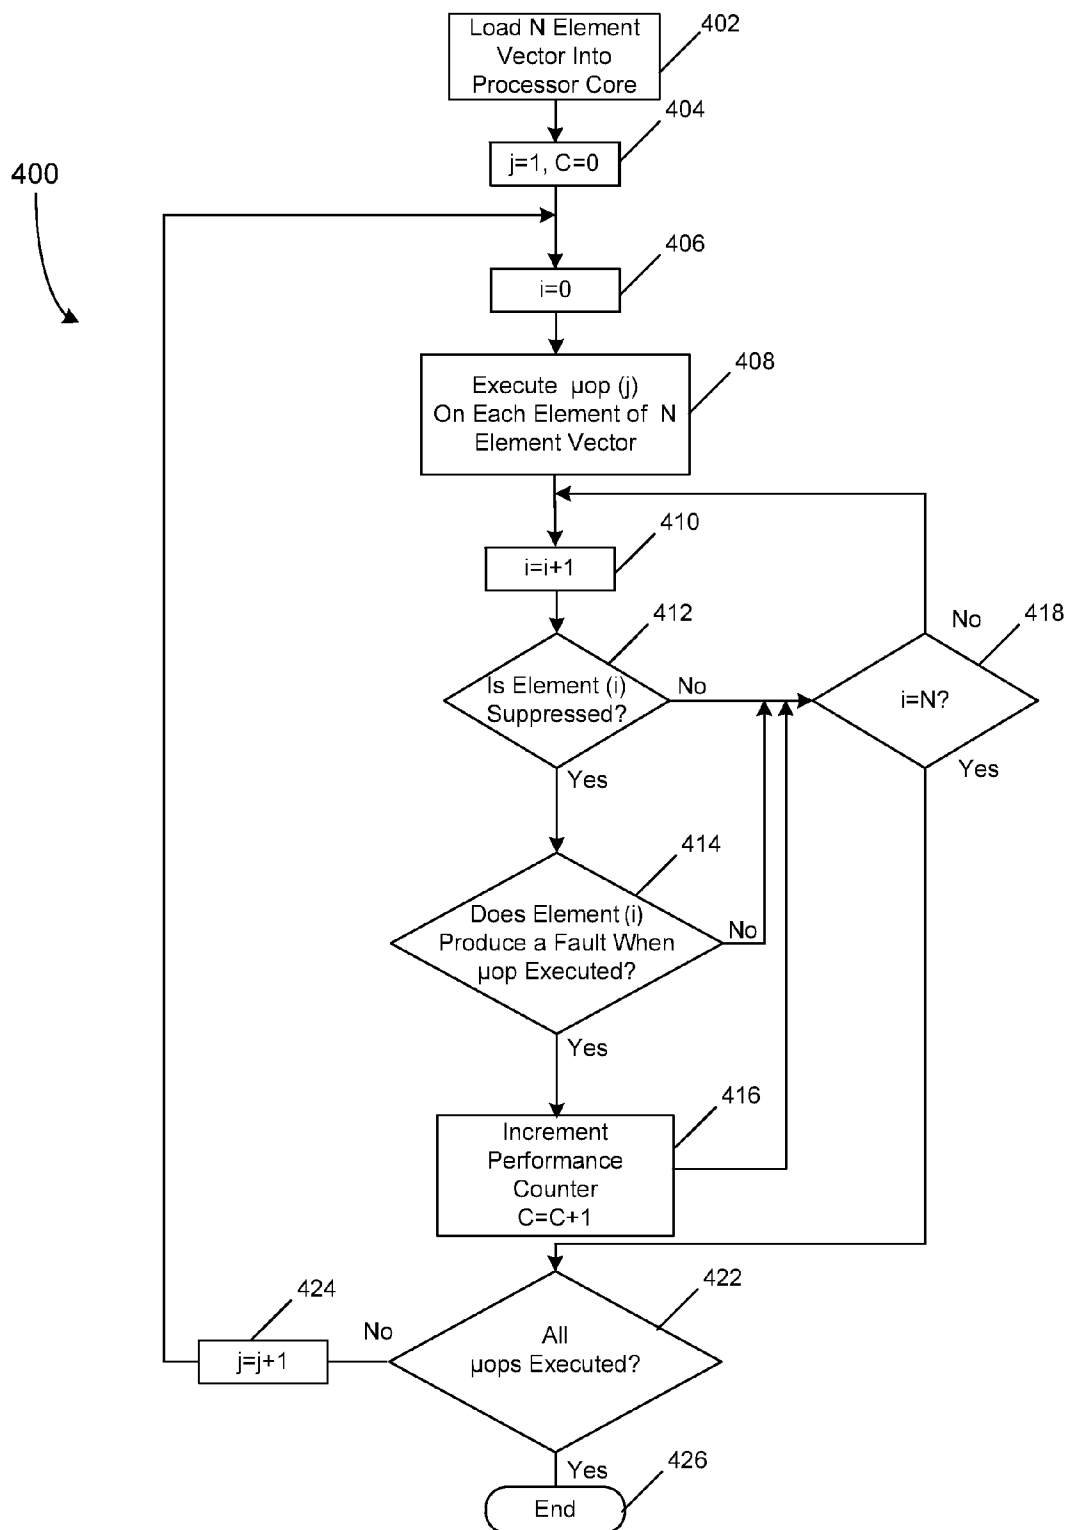 Load N Element
Vector Into
Processor Core
402
404
j=1, C=0
400
406
i=0
408
Execute µop (j)
On Each Element of N
Element Vector
410
i=i+1
412
Is Element (i)
Suppressed?
No
Yes
No
418
i=N?
Yes
414
Does Element (i)
Produce a Fault When
µop Executed?
No
Yes
416
Increment
Performance
Counter
C=C+1
424
j=j+1
No
422
All
µops Executed?
Yes
426
End